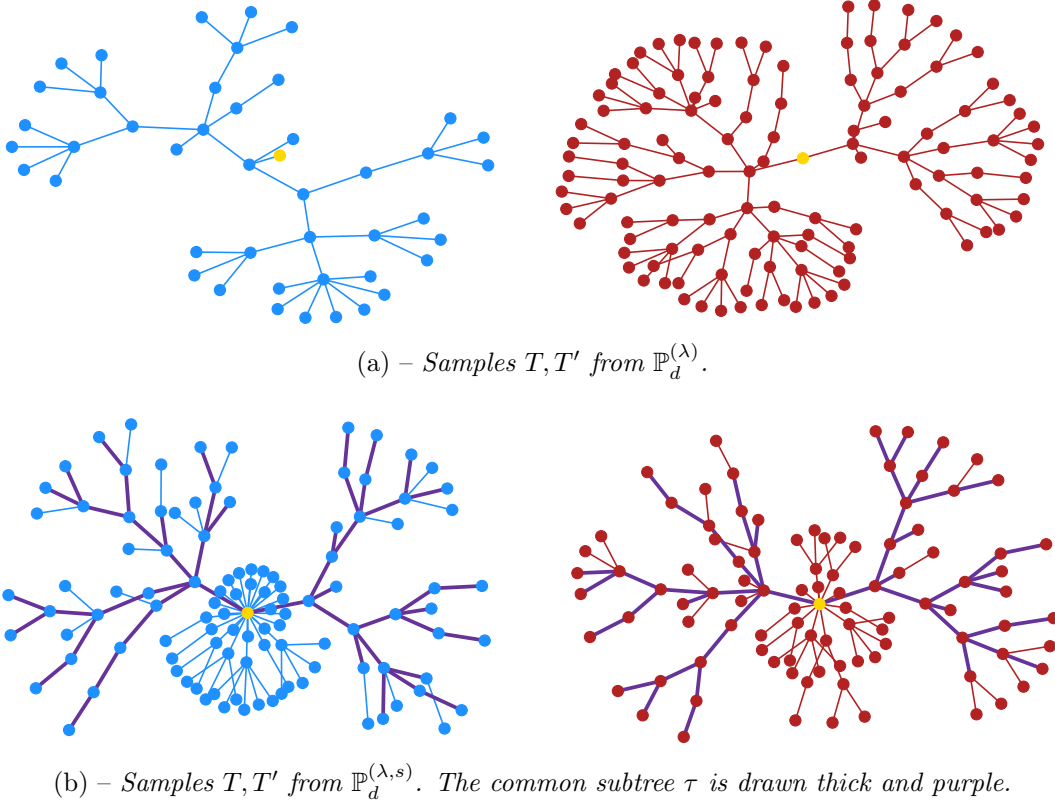 (a) – Samples T, T′ from ℙ_d^{(λ)}.
(b) – Samples T, T′ from ℙ_d^{(λ,s)}. The common subtree τ is drawn thick and purple.